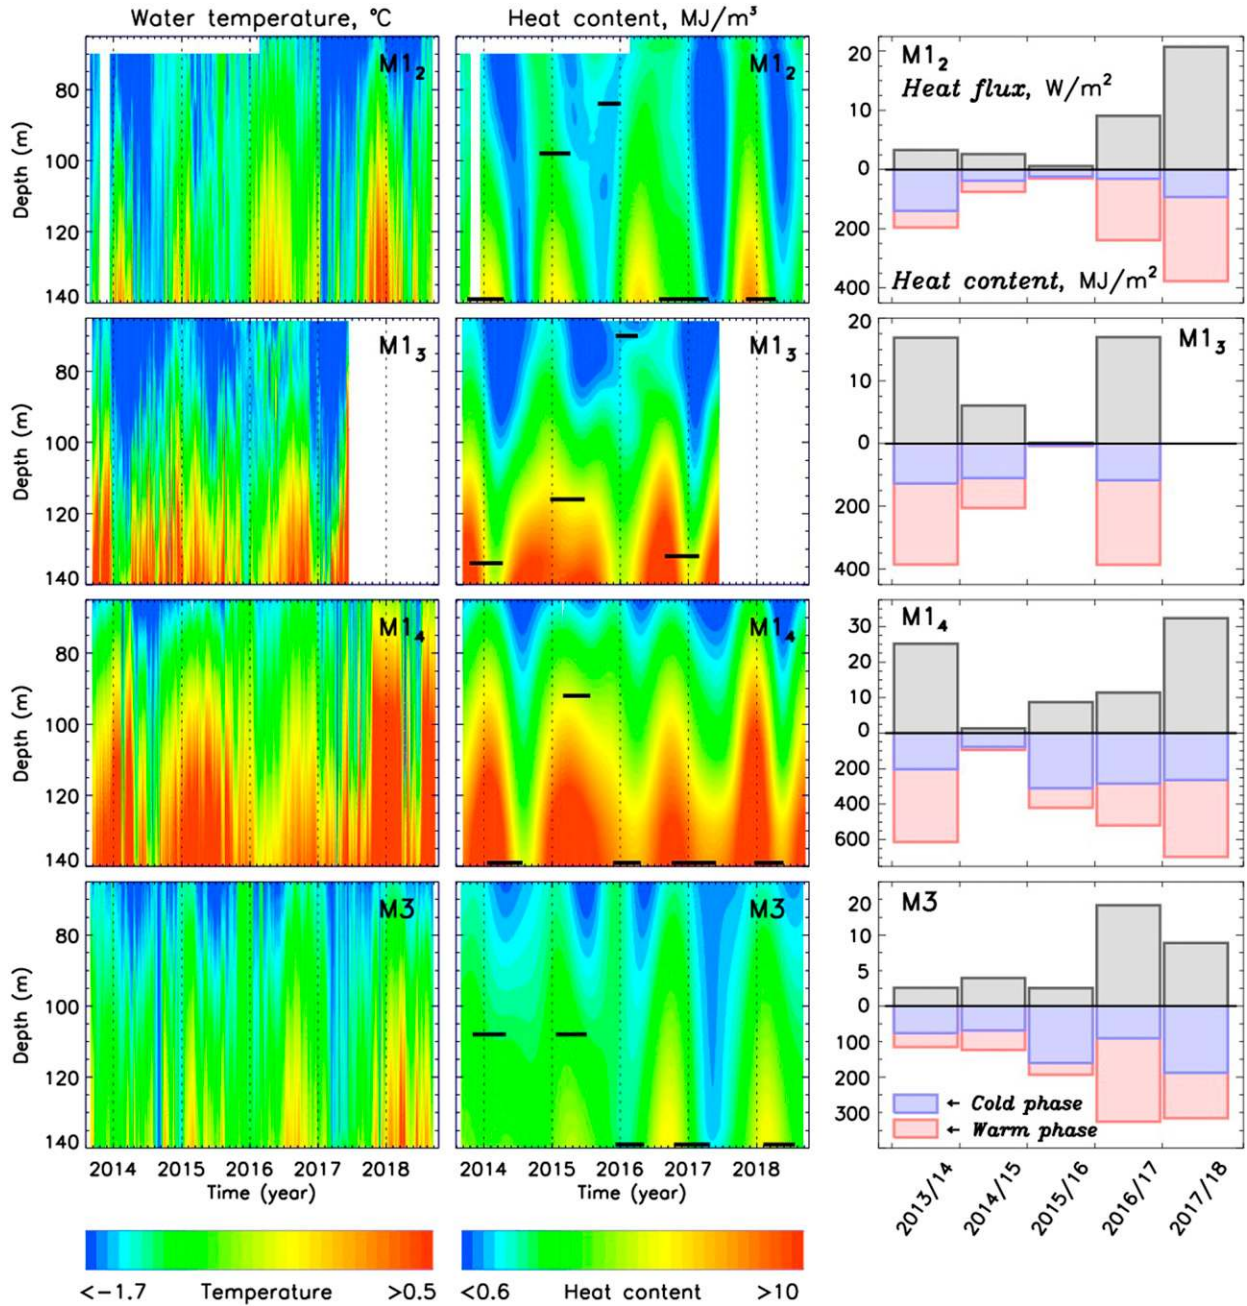 Water temperature, °C
Heat content, MJ/m³
M1₂
M1₂
M1₂
Heat flux, W/m²
Heat content, MJ/m²
Depth (m)
80
100
120
140
20
10
0
200
400
M1₃
M1₃
M1₃
Depth (m)
80
100
120
140
20
10
0
200
400
M1₄
M1₄
M1₄
Depth (m)
80
100
120
140
30
20
10
0
200
400
600
M3
M3
M3
Depth (m)
80
100
120
140
20
10
5
0
100
200
300
← Cold phase
← Warm phase
2014 2015 2016 2017 2018
Time (year)
2014 2015 2016 2017 2018
Time (year)
2013/14
2014/15
2015/16
2016/17
2017/18
<−1.7 Temperature >0.5
<0.6 Heat content >10